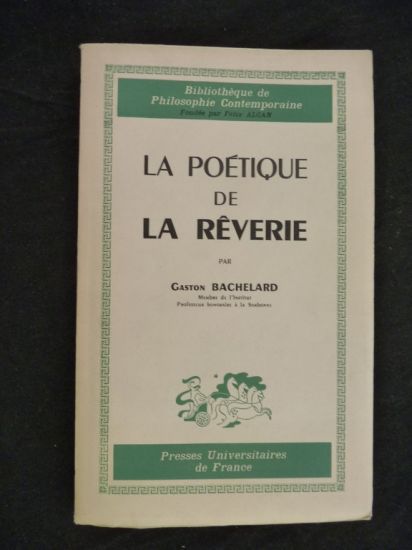 Bibliothèque de
Philosophie Contemporaine
Fondée par Félix ALCAN
LA POÉTIQUE
DE
LA RÊVERIE
PAR
GASTON BACHELARD
Membre de l'Institut
Professeur honoraire à la Sorbonne
Presses Universitaires
de France